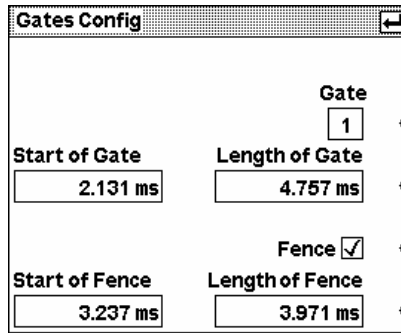 Gates Config
Gate
1
Start of Gate Length of Gate
2.131 ms 4.757 ms
Fence
Start of Fence Length of Fence
3.237 ms 3.971 ms